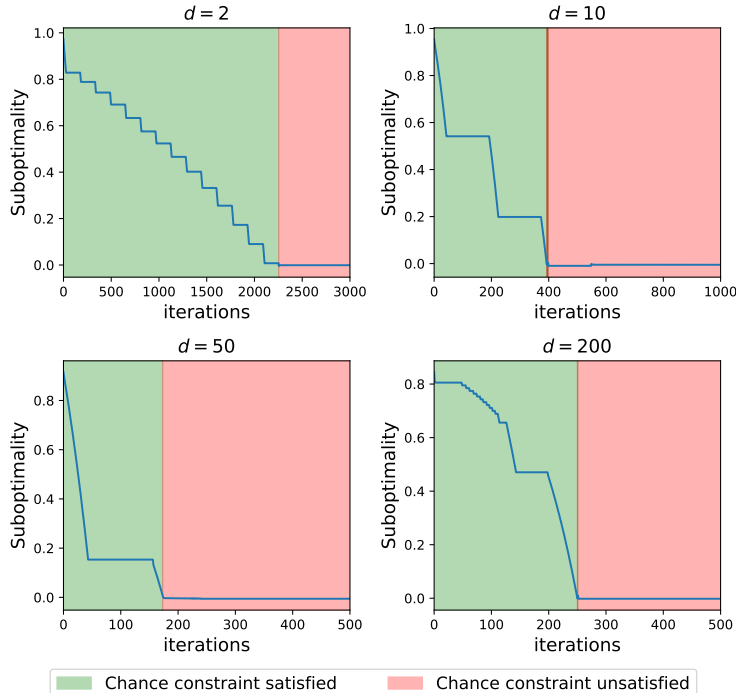 d = 2
Suboptimality
1.0
0.8
0.6
0.4
0.2
0.0
0 500 1000 1500 2000 2500 3000
iterations
d = 10
Suboptimality
1.0
0.8
0.6
0.4
0.2
0.0
0 200 400 600 800 1000
iterations
d = 50
Suboptimality
0.8
0.6
0.4
0.2
0.0
0 100 200 300 400 500
iterations
d = 200
Suboptimality
0.8
0.6
0.4
0.2
0.0
0 100 200 300 400 500
iterations
Chance constraint satisfied
Chance constraint unsatisfied